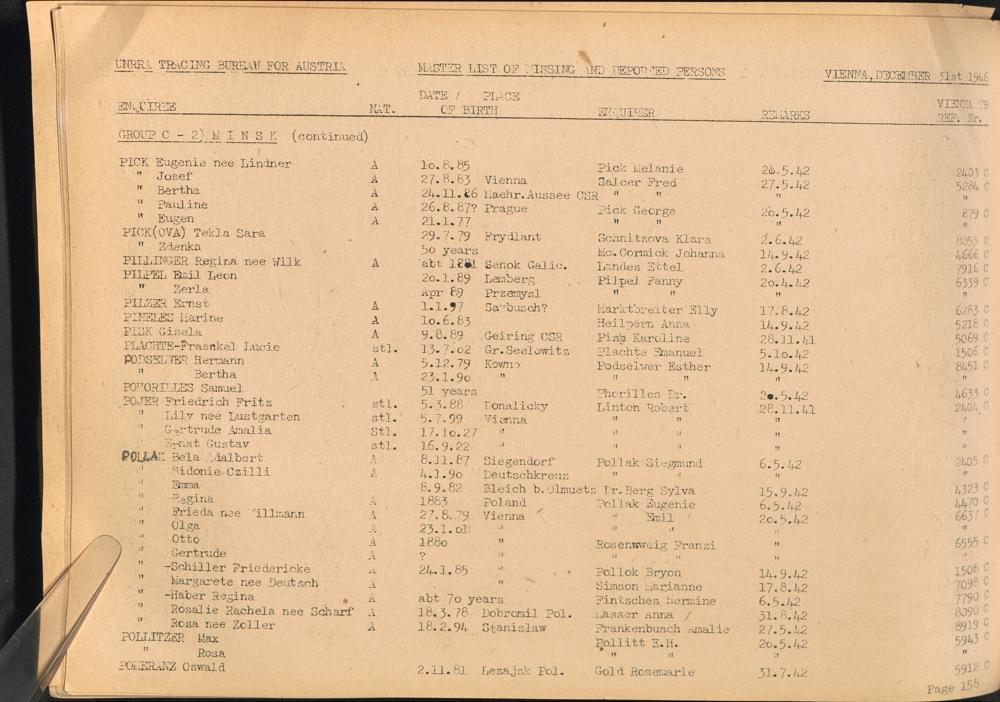 UNRRA TRACING BUREAU FOR AUSTRIA MASTER LIST OF MISSING AND DEPORTED PERSONS VIENNA, DECEMBER 31st 1946
ENQUIREE NAT. DATE / PLACE OF BIRTH ENQUIRER REMARKS VIENNA TB REF. Nr.
GROUP C - 2) M I N S K (continued)
PICK Eugenie nee Lindner A 10.8.85 Pick Melanie 20.5.42 2403 C
" Josef A 27.8.83 Vienna Salcer Fred 27.5.42 5284 C
" Bertha A 24.11.86 Maehr.Aussee CSR " " " "
" Pauline A 26.8.87? Prague Pick George 20.5.42 879 C
" Eugen A 21.1.77 " " " "
PICK(OVA) Tekla Sara 29.7.79 Frydlant Schnitzova Klara 2.6.42 8055 C
" Zdenka 50 years Mc.Cormick Johanna 14.9.42 4666 C
PILLINGER Regina nee Wilk A abt 1881 Senok Galic. Landes Ettel 2.6.42 7916 C
PILPEL Emil Leon 20.1.89 Lemberg Pilpel Fanny 20.4.42 6339 C
" Zerla Apr 89 Przemysl " " " "
PILZER Ernst A 1.1.97 Saybusch? Marktbreiter Elly 17.8.42 6283 C
PINELES Marine A 10.6.83 Heilpern Anna 14.9.42 5218 C
PISK Gisela A 9.8.89 Geiring CSR Pisk Karoline 28.11.41 5069 C
PLACHTE-Fraenkel Lucie stl. 13.7.02 Gr.Seelowitz Plachte Emanuel 5.10.42 1506 C
PODSELWER Hermann A 5.12.79 Kowno Podselwer Esther 14.9.42 8451 C
Bertha A 23.1.90 " " " " "
POHORILLES Samuel 51 years Phorilles Dr. 20.5.42 4633 C
POJER Friedrich Fritz stl. 5.3.88 Donalicky Linton Robert 28.11.41 2404 C
" Lily nee Lustgarten stl. 5.7.99 Vienna " " " "
" Gertrude Amalia Stl. 17.10.27 " " " " "
" Ernst Gustav stl. 16.9.22 " " " " "
POLLAK Bela Adalbert A 8.11.87 Siegendorf Pollak Siegmund 6.5.42 2405 C
" Sidonie Czilli A 4.1.90 Deutschkreuz " " " "
" Emma 8.9.82 Bleich b.Olmuetz Dr.Berg Sylva 15.9.42 4323 C
" Regina A 1883 Poland Pollak Eugenie 6.5.42 4470 C
" Frieda nee Willmann A 27.8.79 Vienna " Emil 20.5.42 6637 C
" Olga A 23.1.01 " " " " "
" Otto A 1880 " Rosenzweig Franzi " 6555 C
" Gertrude A ? " " " "
" -Schiller Friedericke A 24.1.85 " Pollok Bryon 14.9.42 1508 C
" Margarete nee Deutsch A " Simson Marianne 17.8.42 7098 C
" -Haber Regina A abt 70 years Fintsches Hermine 6.5.42 7790 C
" Rosalie Rachela nee Scharf A 18.3.78 Dobromil Pol. Lasser Anna 31.8.42 8090 C
" Rosa nee Zoller A 18.2.94 Stanislaw Frankenbusch Amalie 27.5.42 8919 C
POLLITZER Max Pollitt E.H. 20.5.42 5943 C
" Rosa " " " "
POMERANZ Oswald 2.11.81 Lezajsk Pol. Gold Rosemarie 31.7.42 5912 C
Page 158